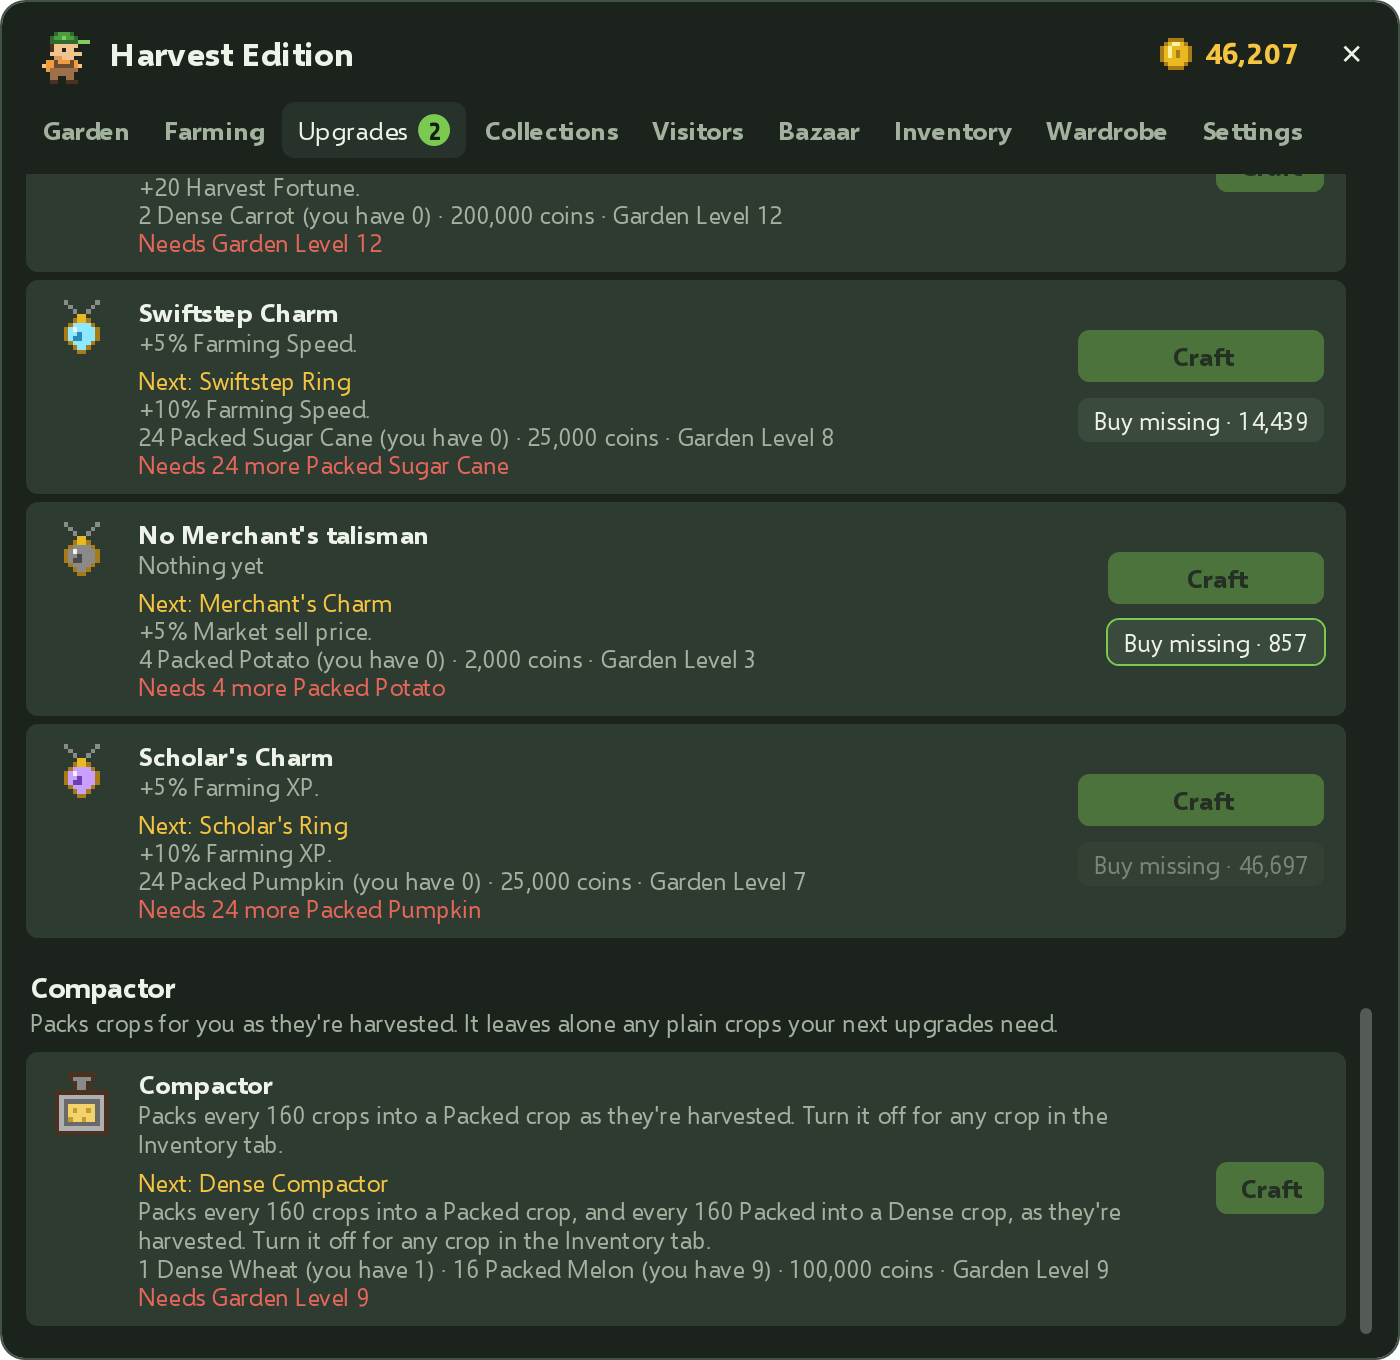 Harvest Edition
46,207
Garden Farming Upgrades 2 Collections Visitors Bazaar Inventory Wardrobe Settings
+20 Harvest Fortune.
Craft
2 Dense Carrot (you have 0) · 200,000 coins · Garden Level 12
Needs Garden Level 12
Swiftstep Charm
+5% Farming Speed.
Next: Swiftstep Ring
+10% Farming Speed.
24 Packed Sugar Cane (you have 0) · 25,000 coins · Garden Level 8
Needs 24 more Packed Sugar Cane
Craft
Buy missing · 14,439
No Merchant's talisman
Nothing yet
Next: Merchant's Charm
+5% Market sell price.
4 Packed Potato (you have 0) · 2,000 coins · Garden Level 3
Needs 4 more Packed Potato
Craft
Buy missing · 857
Scholar's Charm
+5% Farming XP.
Next: Scholar's Ring
+10% Farming XP.
24 Packed Pumpkin (you have 0) · 25,000 coins · Garden Level 7
Needs 24 more Packed Pumpkin
Craft
Buy missing · 46,697
Compactor
Packs crops for you as they're harvested. It leaves alone any plain crops your next upgrades need.
Compactor
Packs every 160 crops into a Packed crop as they're harvested. Turn it off for any crop in the
Inventory tab.
Next: Dense Compactor
Packs every 160 crops into a Packed crop, and every 160 Packed into a Dense crop, as they're
harvested. Turn it off for any crop in the Inventory tab.
1 Dense Wheat (you have 1) · 16 Packed Melon (you have 9) · 100,000 coins · Garden Level 9
Needs Garden Level 9
Craft